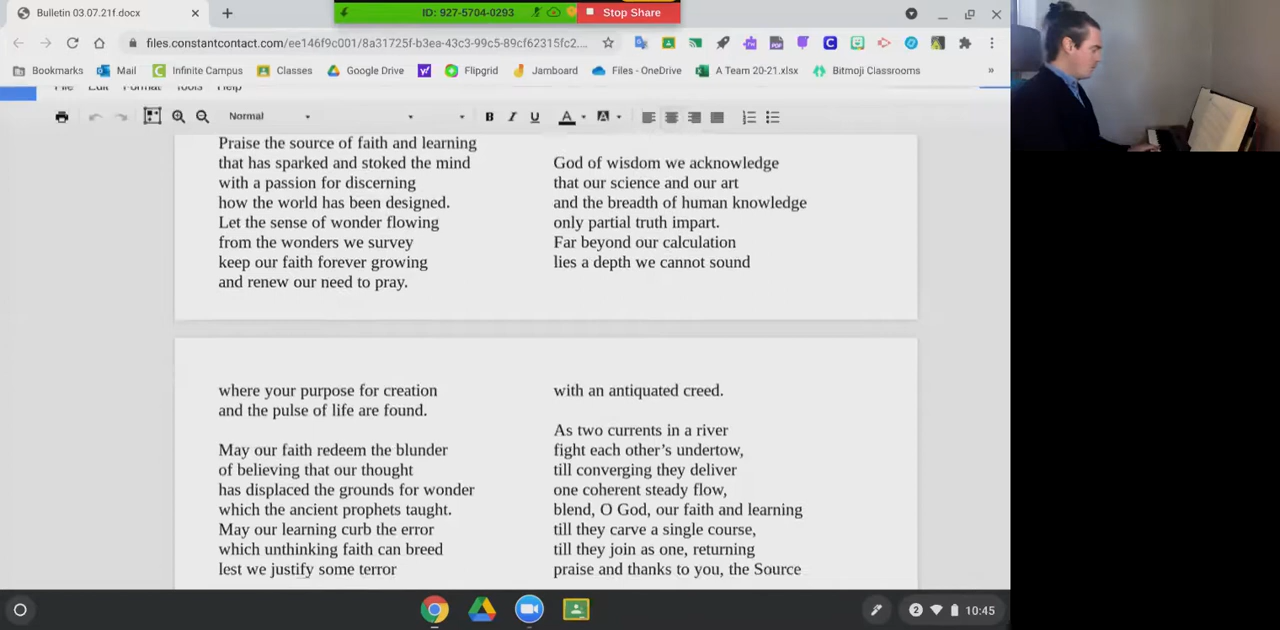 Bulletin 03.07.21f.docx
ID: 927-5704-0293
Stop Share
files.constantcontact.com/ee146f9c001/8a31725f-b3ea-43c3-99c5-89cf62315fc2...
Bookmarks Mail Infinite Campus Classes Google Drive Flipgrid Jamboard Files - OneDrive A Team 20-21.xlsx Bitmoji Classrooms »
File Edit Format Tools Help
Normal B I U A A
Praise the source of faith and learning
that has sparked and stoked the mind
with a passion for discerning
how the world has been designed.
Let the sense of wonder flowing
from the wonders we survey
keep our faith forever growing
and renew our need to pray.
God of wisdom we acknowledge
that our science and our art
and the breadth of human knowledge
only partial truth impart.
Far beyond our calculation
lies a depth we cannot sound
where your purpose for creation
and the pulse of life are found.
May our faith redeem the blunder
of believing that our thought
has displaced the grounds for wonder
which the ancient prophets taught.
May our learning curb the error
which unthinking faith can breed
lest we justify some terror
with an antiquated creed.
As two currents in a river
fight each other's undertow,
till converging they deliver
one coherent steady flow,
blend, O God, our faith and learning
till they carve a single course,
till they join as one, returning
praise and thanks to you, the Source
2 10:45